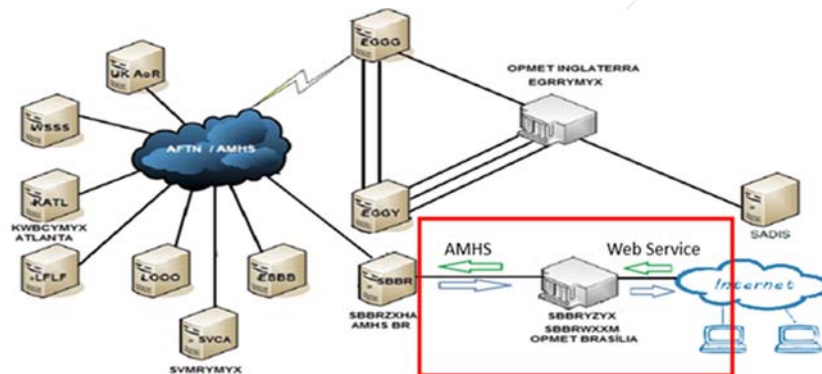 EGGG
OPMET INGLATERRA
EGRRYMYX
UK AoR
WSSS
AFTN / AMHS
KATL
KWBCYMYX
ATLANTA
EGGY
SADIS
LFLF
LOOO
EBBB
SBBR
SBBRZXHA
AMHS BR
AMHS
Web Service
SBBRYZYX
SBBRWXXM
OPMET BRASÍLIA
Internet
SVCA
SVMRYMYX